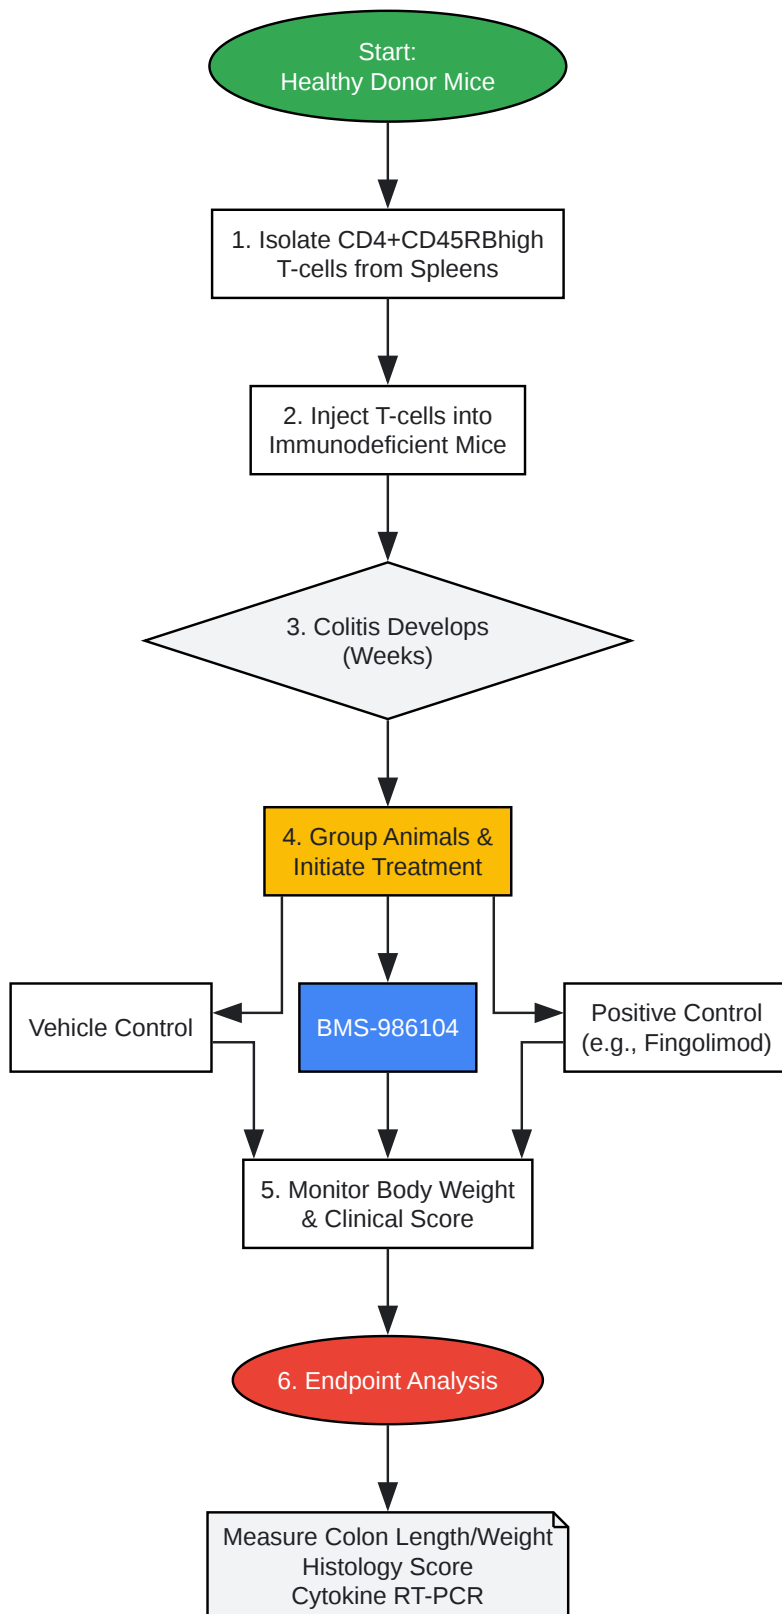 Start:
Healthy Donor Mice
1. Isolate CD4+CD45RBhigh
T-cells from Spleens
2. Inject T-cells into
Immunodeficient Mice
3. Colitis Develops
(Weeks)
4. Group Animals &
Initiate Treatment
Vehicle Control
BMS-986104
Positive Control
(e.g., Fingolimod)
5. Monitor Body Weight
& Clinical Score
6. Endpoint Analysis
Measure Colon Length/Weight
Histology Score
Cytokine RT-PCR